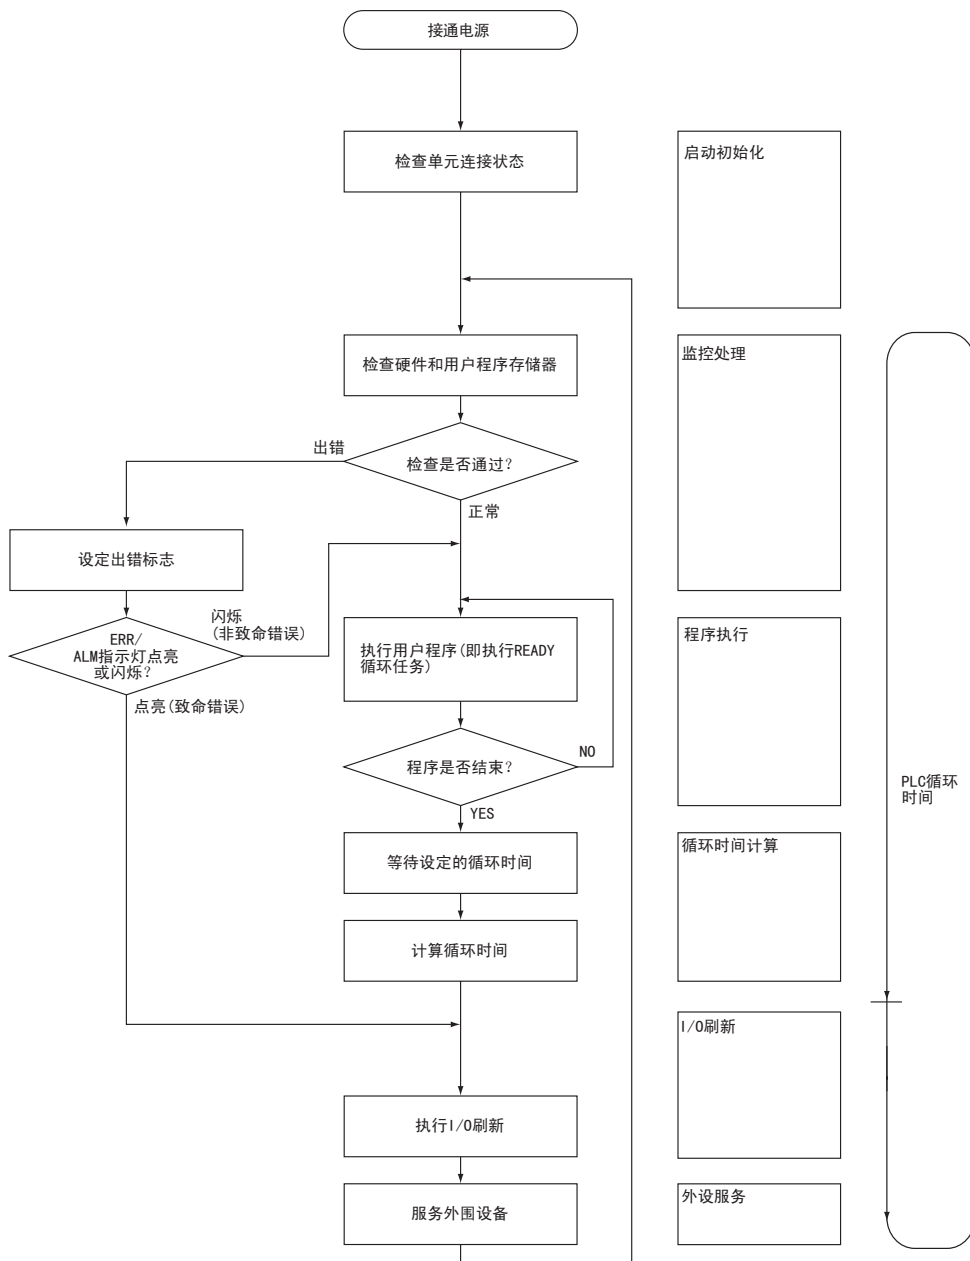 接通电源
检查单元连接状态
启动初始化
检查硬件和用户程序存储器
监控处理
出错
检查是否通过？
正常
设定出错标志
闪烁
(非致命错误)
ERR/
ALM指示灯点亮
或闪烁？
点亮(致命错误)
执行用户程序(即执行READY
循环任务)
程序执行
程序是否结束？
NO
YES
PLC循环
时间
等待设定的循环时间
循环时间计算
计算循环时间
I/O刷新
执行I/O刷新
服务外围设备
外设服务